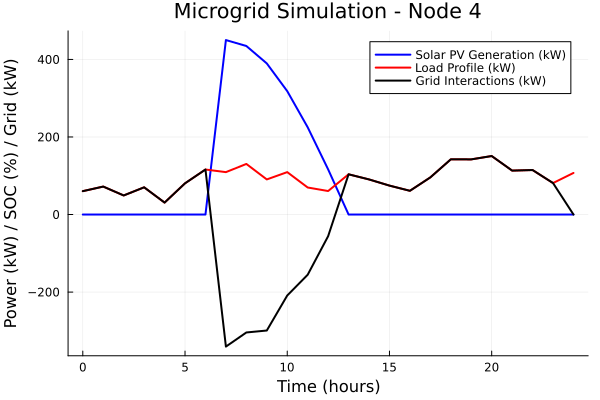 Microgrid Simulation - Node 4
Power (kW) / SOC (%) / Grid (kW)
400
200
0
−200
Solar PV Generation (kW)
Load Profile (kW)
Grid Interactions (kW)
0 5 10 15 20
Time (hours)